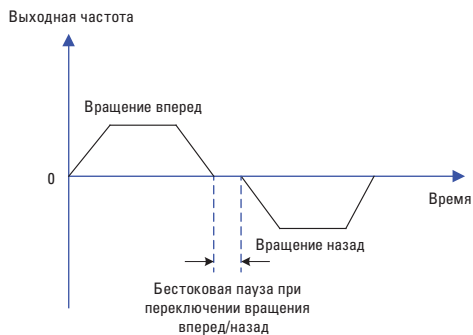 Выходная частота
Вращение вперед
0
Время
Вращение назад
Бестоковая пауза при
переключении вращения
вперед/назад